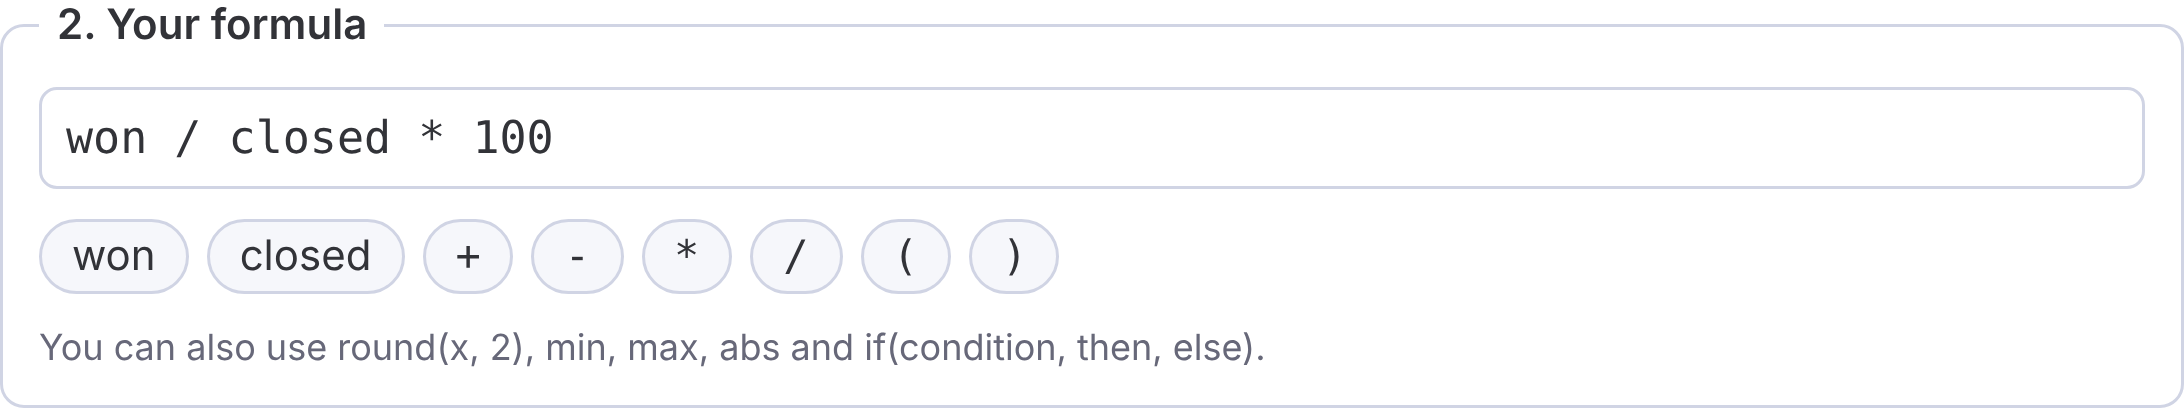 2. Your formula
won / closed * 100
won closed + - * / ( )
You can also use round(x, 2), min, max, abs and if(condition, then, else).